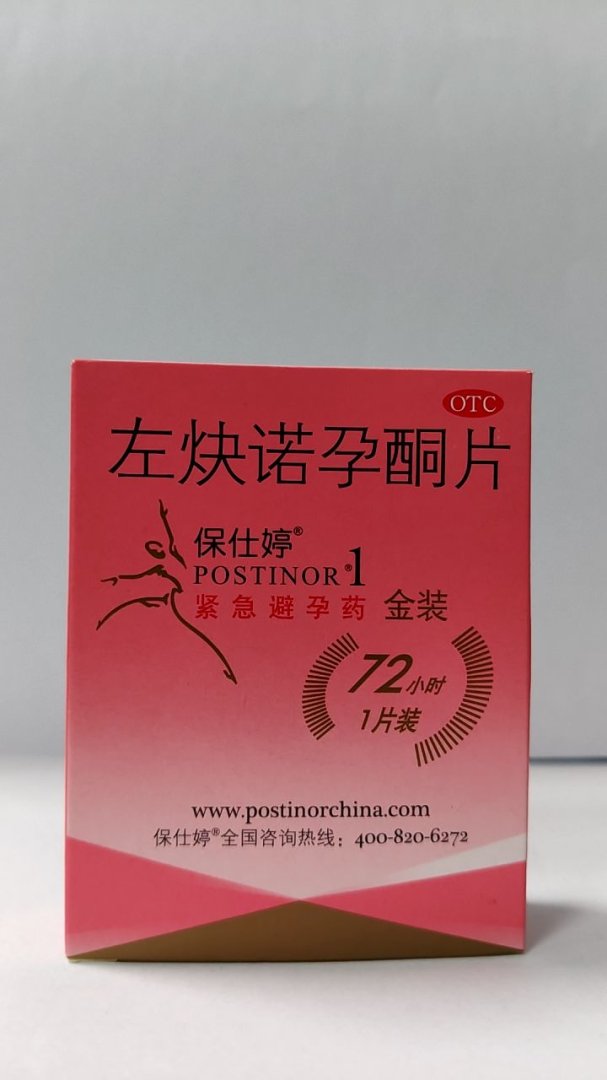 OTC
左炔诺孕酮片
保仕婷®
POSTINOR®1
紧急避孕药 金装
72小时
1片装
www.postinorchina.com
保仕婷®全国咨询热线：400-820-6272